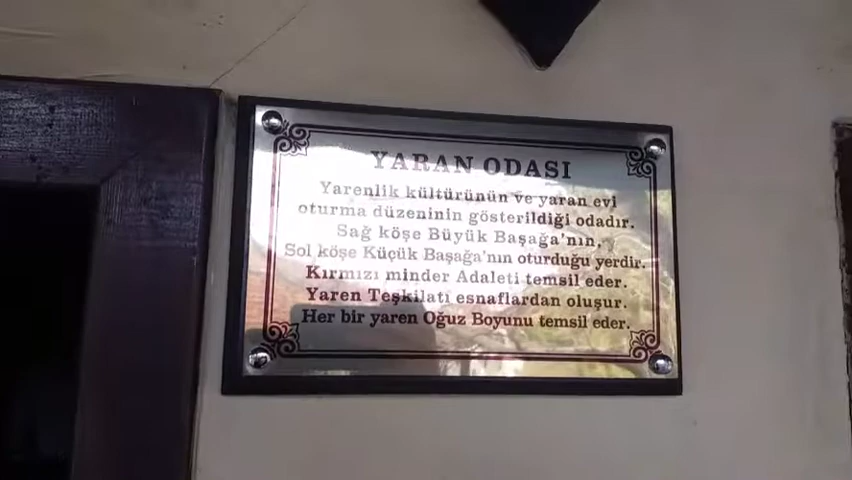 YARAN ODASI
Yarenlik kültürünün ve yaran evi
oturma düzeninin gösterildiği odadır.
Sağ köşe Büyük Başağa'nın,
Sol köşe Küçük Başağa'nın oturduğu yerdir.
Kırmızı minder Adaleti temsil eder.
Yaren Teşkilatı esnaflardan oluşur.
Her bir yaren Oğuz Boyunu temsil eder.